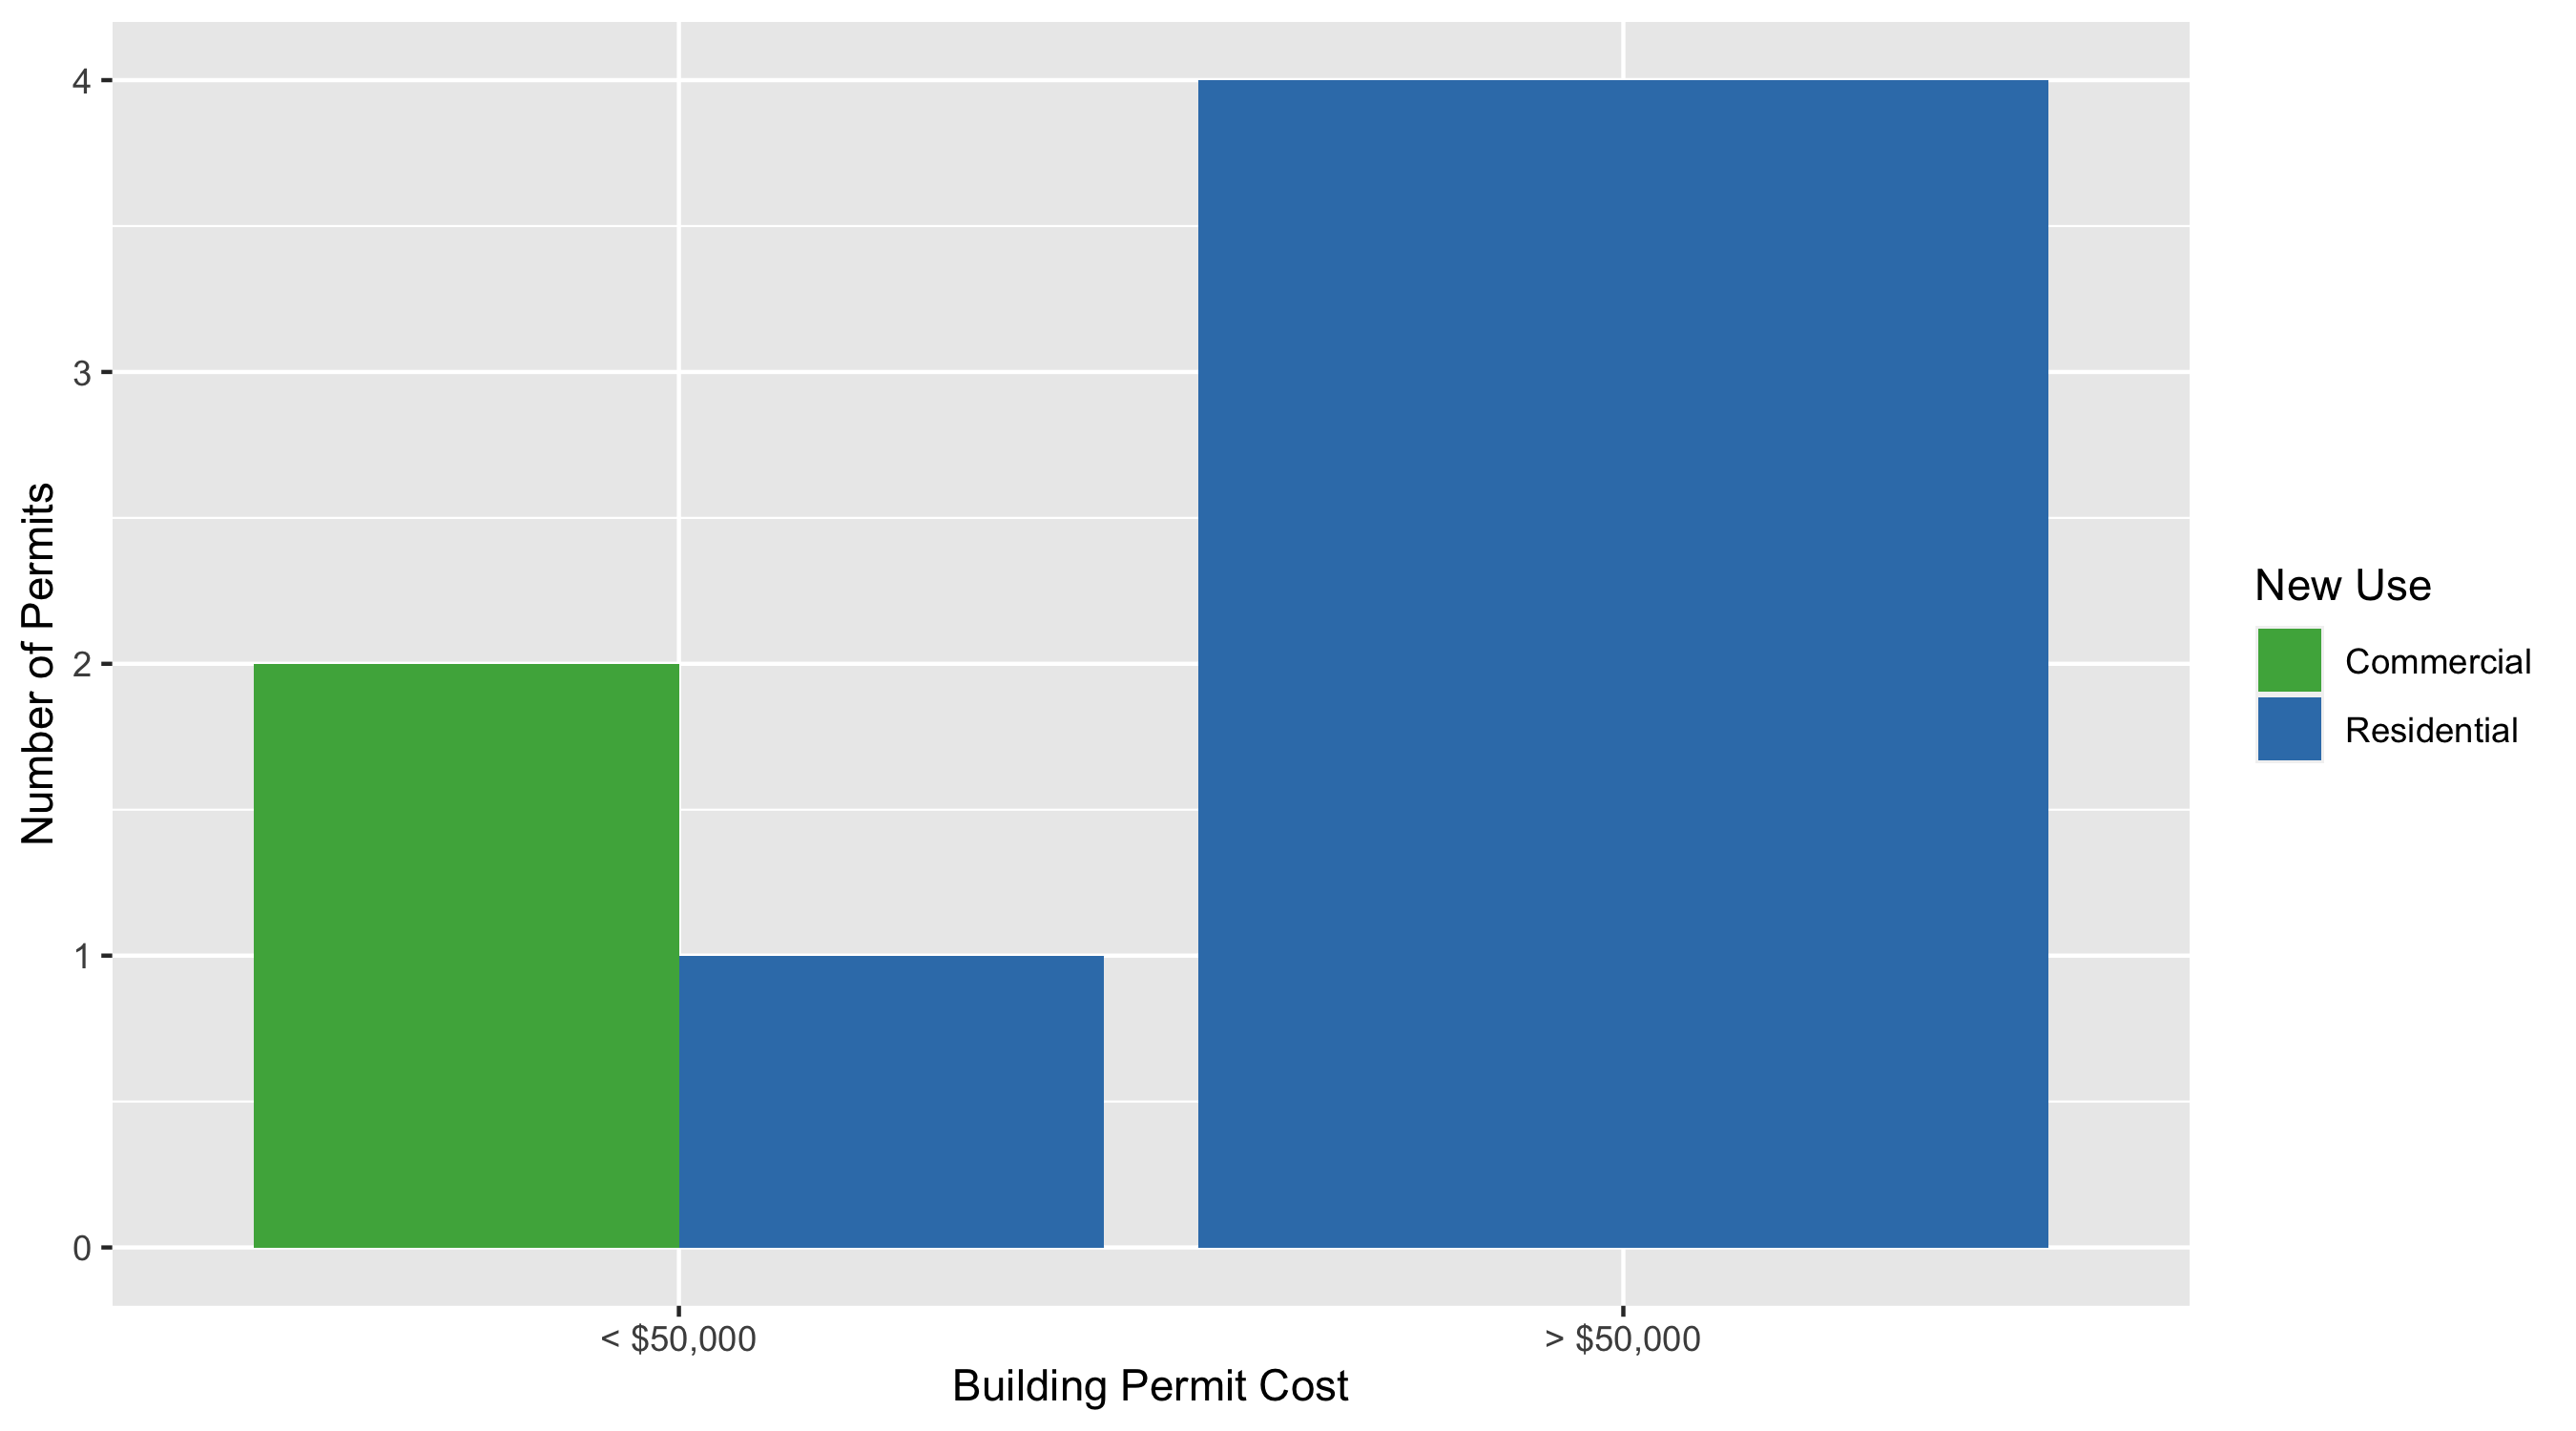 4
3
2
1
0
Number of Permits
< $50,000
> $50,000
Building Permit Cost
New Use
Commercial
Residential